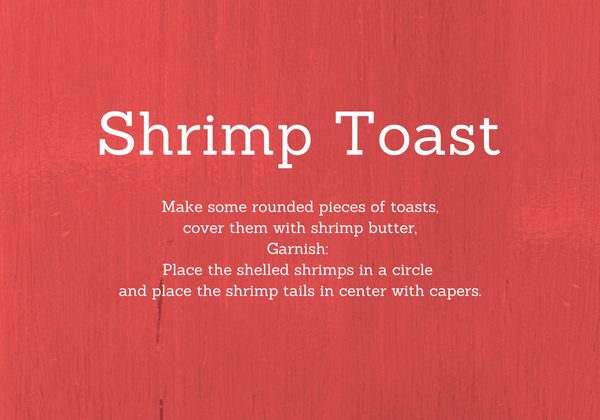 Shrimp Toast
Make some rounded pieces of toasts,
cover them with shrimp butter,
Garnish:
Place the shelled shrimps in a circle
and place the shrimp tails in center with capers.